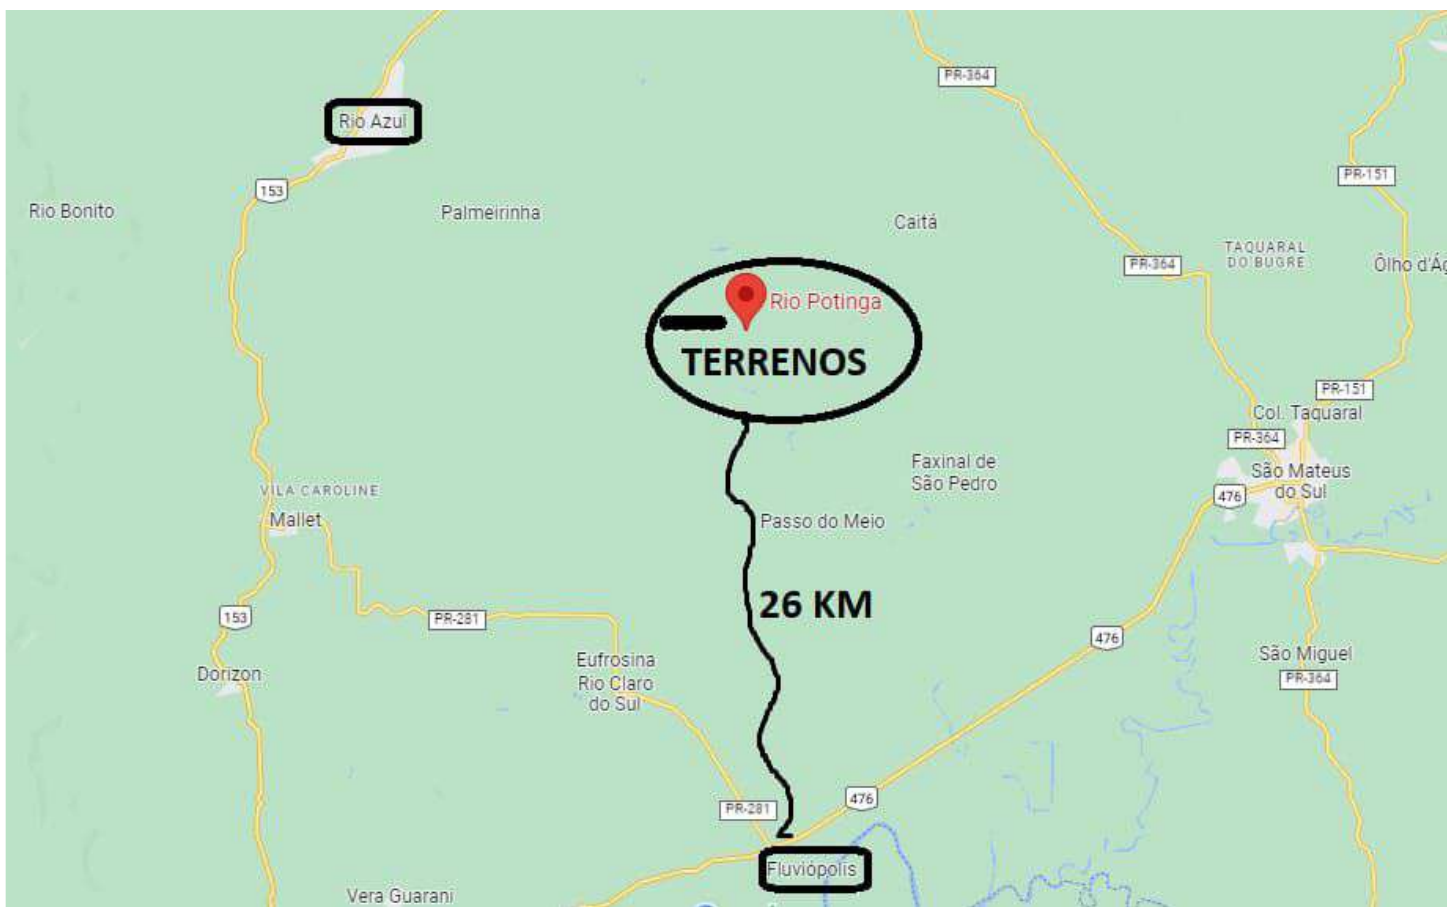 PR-364
Rio Azul
PR-151
153
Rio Bonito
Palmeirinha
Caitá
TAQUARAL
DO BUGRE
PR-364
Ôlho d'Ág
Rio Potinga
TERRENOS
PR-151
Col. Taquaral
PR-364
Faxinal de
São Pedro
São Mateus
do Sul
476
VILA CAROLINE
Mallet
Passo do Meio
26 KM
153
PR-281
476
Eufrosina
Rio Claro
do Sul
São Miguel
PR-364
Dorizon
476
PR-281
Fluviópolis
Vera Guarani